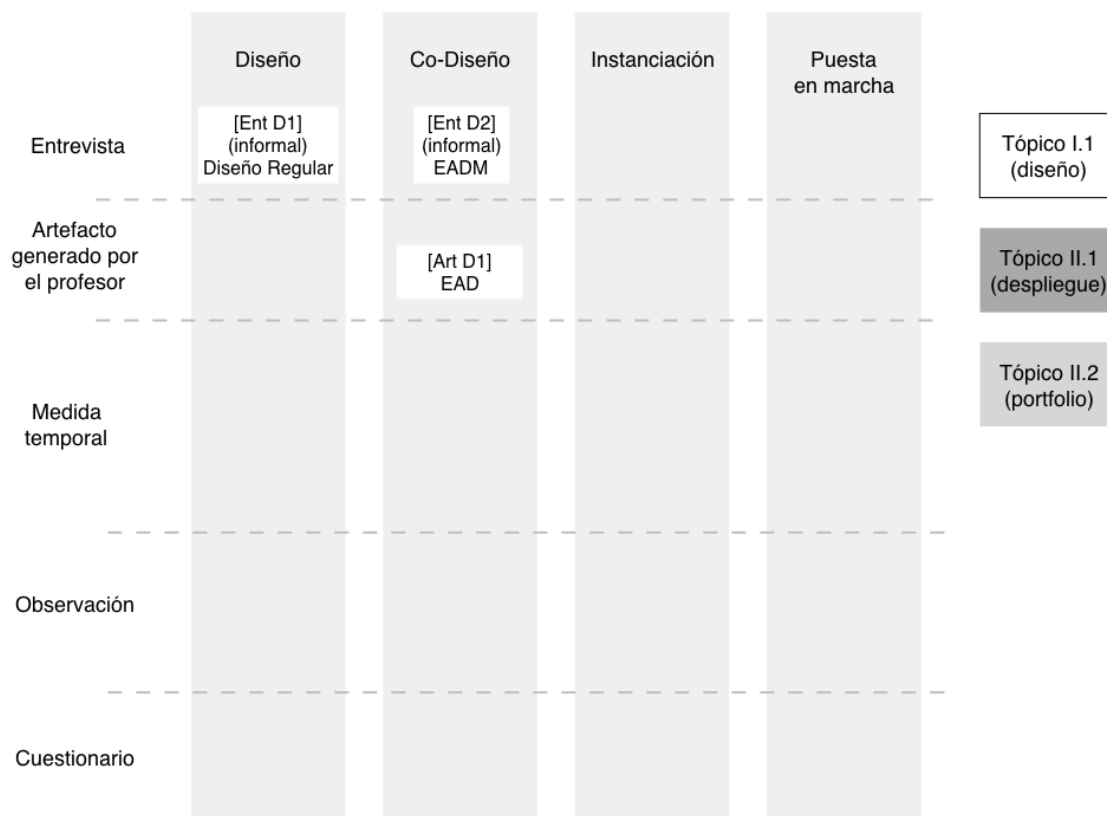 Diseño
Co-Diseño
Instanciación
Puesta
en marcha
Entrevista
[Ent D1]
(informal)
Diseño Regular
[Ent D2]
(informal)
EADM
Tópico I.1
(diseño)
Artefacto
generado por
el profesor
[Art D1]
EAD
Tópico II.1
(despliegue)
Tópico II.2
(portfolio)
Medida
temporal
Observación
Cuestionario